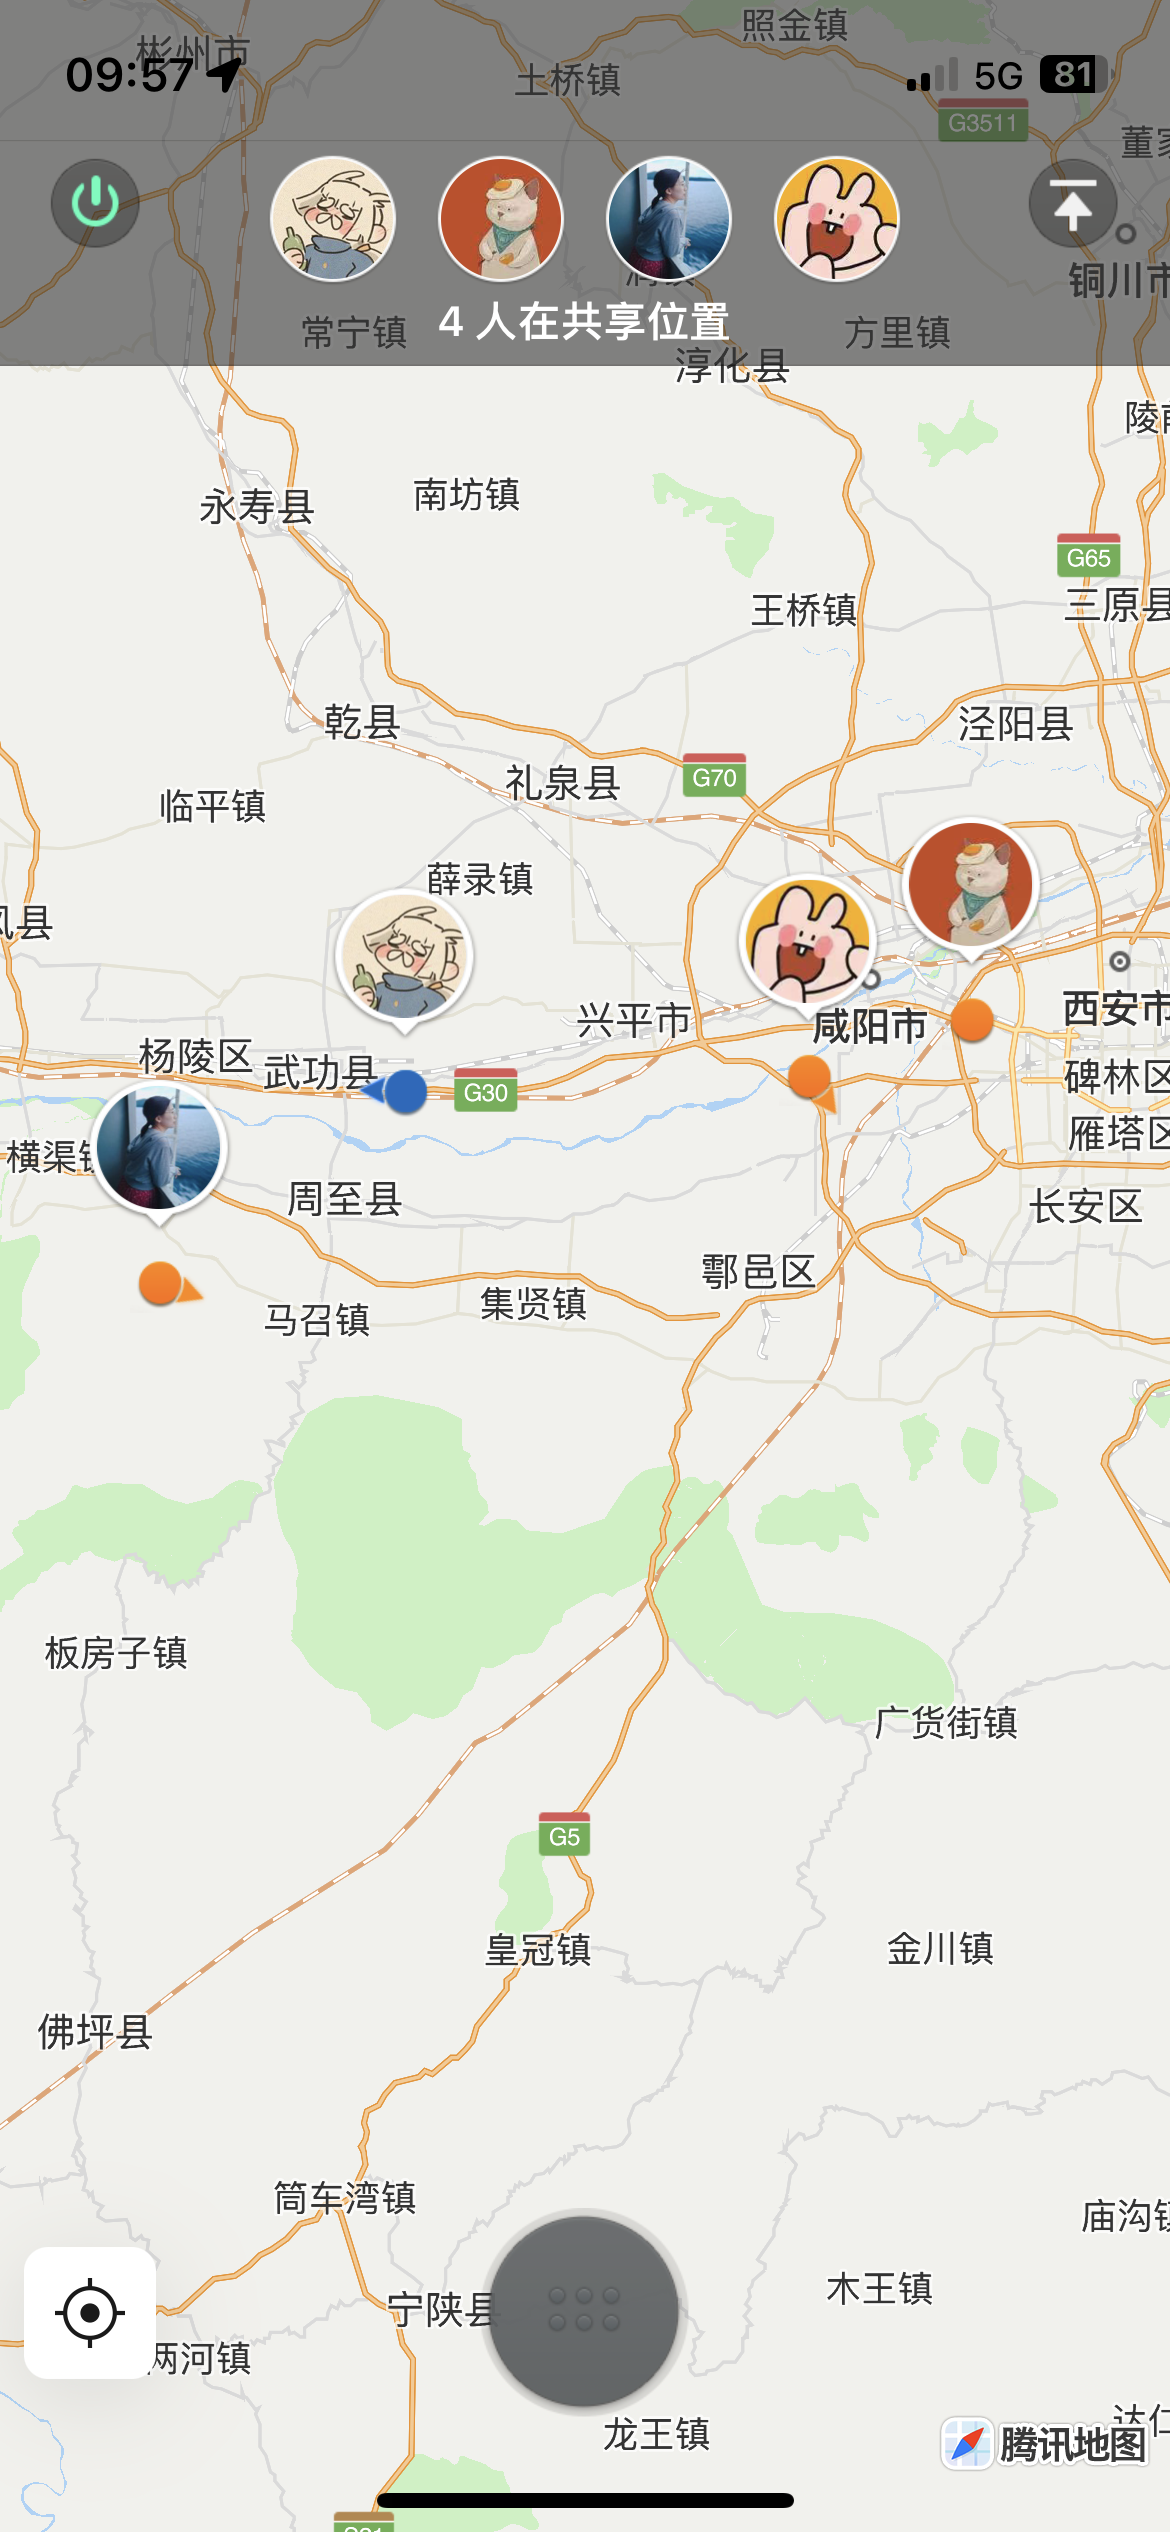 彬州市
照金镇
09:57
土桥镇
5G
81
G3511
铜川市
常宁镇
4 人在共享位置
方里镇
淳化县
永寿县
南坊镇
G65
王桥镇
三原县
乾县
泾阳县
礼泉县
G70
临平镇
薛录镇
兴平市
咸阳市
西安市
杨陵区
武功县
G30
碑林区
雁塔区
横渠镇
周至县
长安区
鄠邑区
马召镇
集贤镇
板房子镇
广货街镇
G5
皇冠镇
金川镇
佛坪县
筒车湾镇
庙沟镇
宁陕县
木王镇
两河镇
龙王镇
腾讯地图